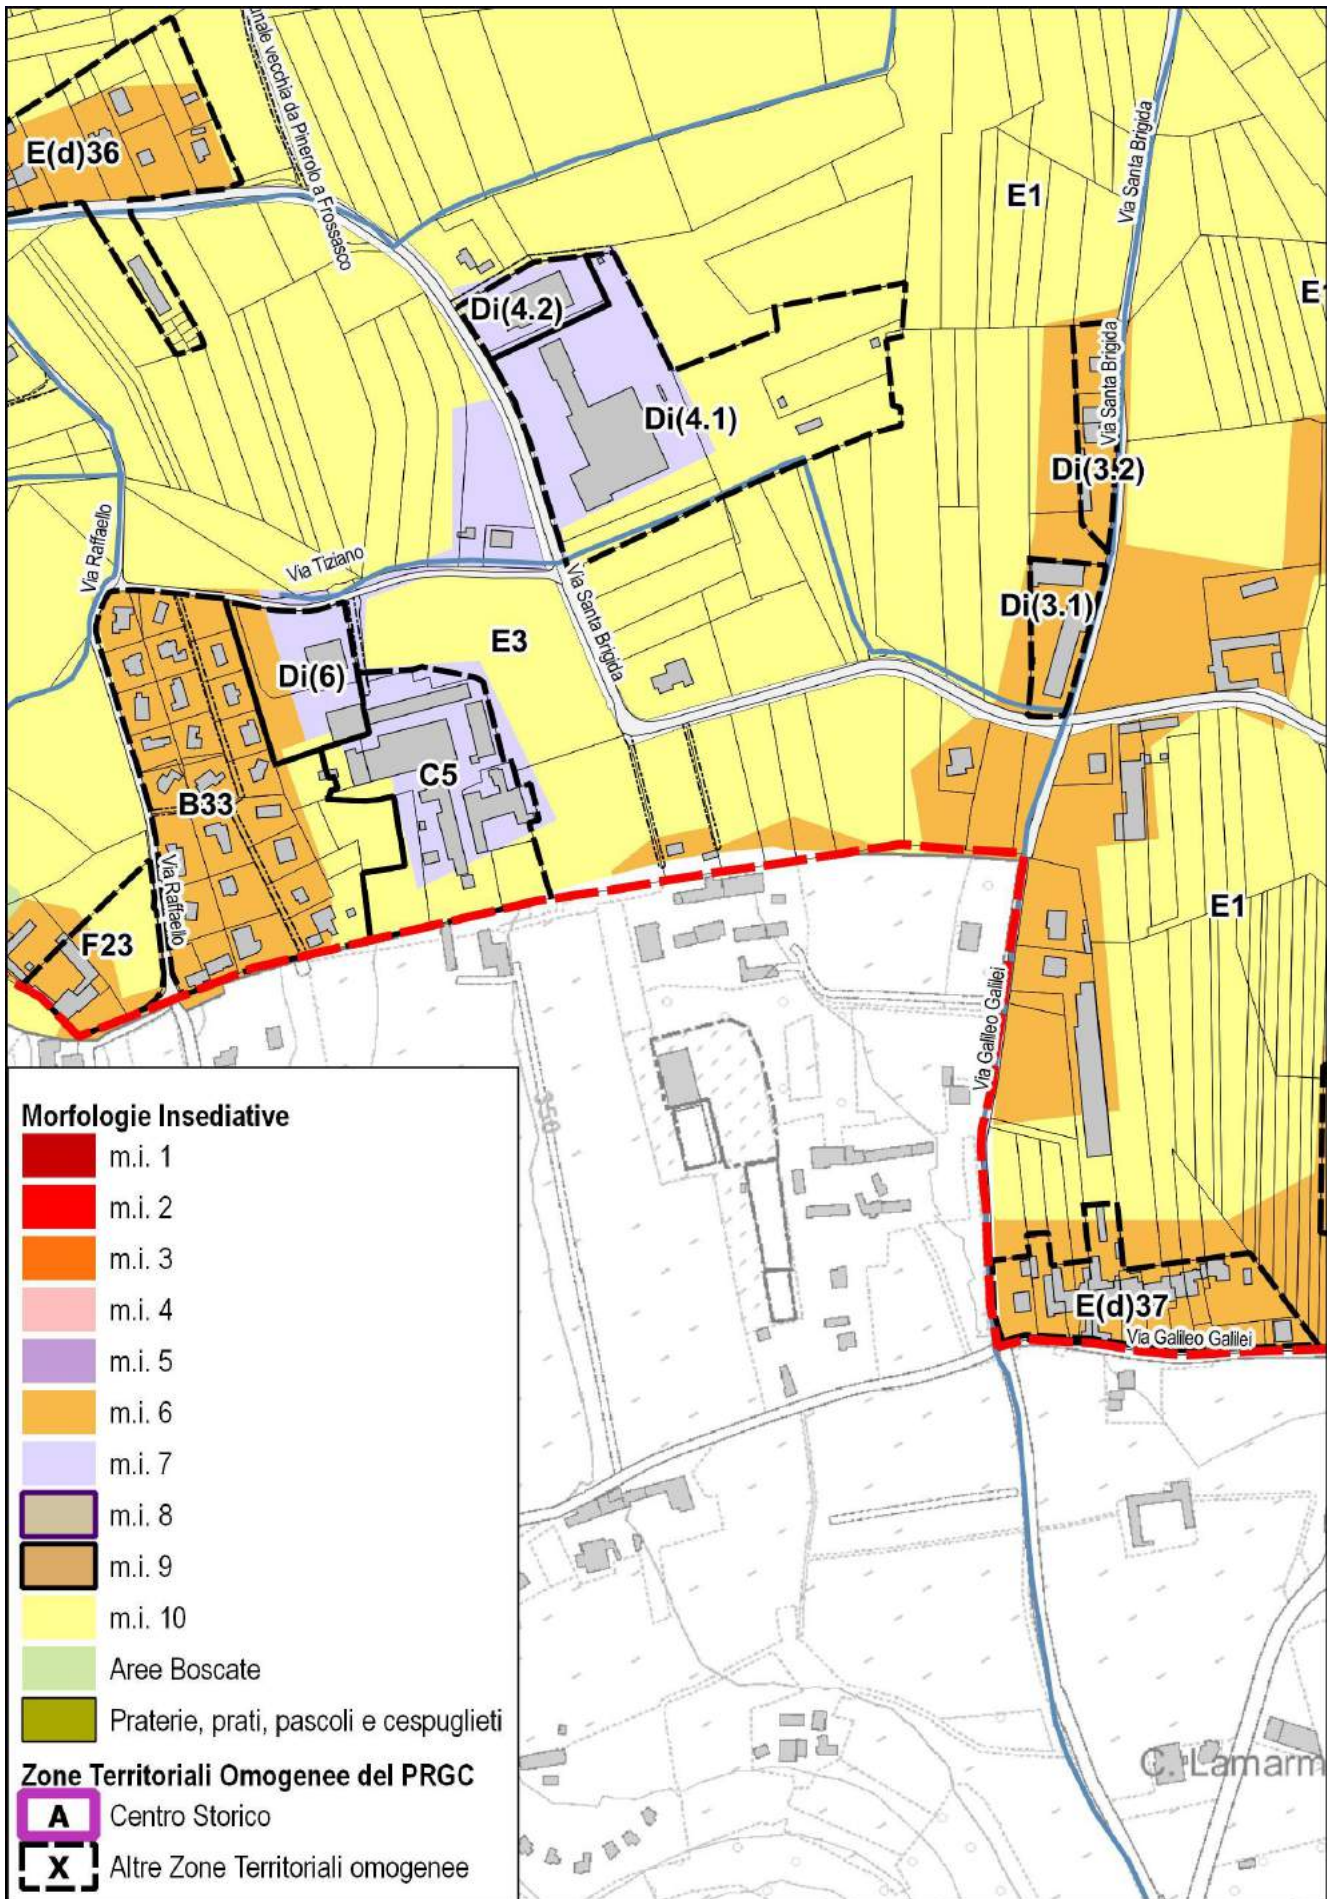 nale vecchia da Pinerolo a Frossasco
E(d)36
E1
Via Santa Brigida
Di(4.2)
Via Santa Brigida
Di(4.1)
Di(3.2)
Via Raffaello
Via Tiziano
Via Santa Brigida
Di(3.1)
E3
Di(6)
C5
B33
Via Raffaello
F23
E1
Via Galileo Galilei
350
E(d)37
Via Galileo Galilei
Morfologie Insediative
m.i. 1
m.i. 2
m.i. 3
m.i. 4
m.i. 5
m.i. 6
m.i. 7
m.i. 8
m.i. 9
m.i. 10
Aree Boscate
Praterie, prati, pascoli e cespuglieti
Zone Territoriali Omogenee del PRGC
A Centro Storico
X Altre Zone Territoriali omogenee
C. Lamarm